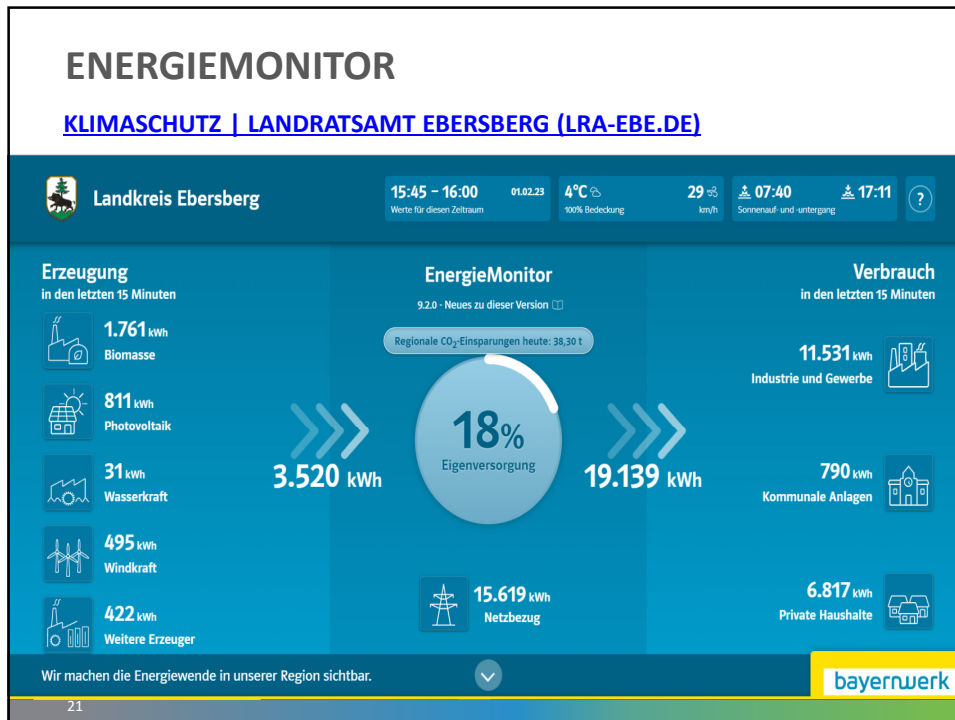 ENERGIEMONITOR
KLIMASCHUTZ | LANDRATSAMT EBERSBERG (LRA-EBE.DE)
Landkreis Ebersberg
15:45 – 16:00 01.02.23
Werte für diesen Zeitraum
4°C 29
100% Bedeckung km/h
07:40 17:11
Sonnenauf- und -untergang
?
Erzeugung
in den letzten 15 Minuten
1.761 kWh
Biomasse
811 kWh
Photovoltaik
31 kWh
Wasserkraft
495 kWh
Windkraft
422 kWh
Weitere Erzeuger
3.520 kWh
EnergieMonitor
9.2.0 - Neues zu dieser Version
Regionale CO₂-Einsparungen heute: 38,30 t
18%
Eigenversorgung
15.619 kWh
Netzbezug
19.139 kWh
Verbrauch
in den letzten 15 Minuten
11.531 kWh
Industrie und Gewerbe
790 kWh
Kommunale Anlagen
6.817 kWh
Private Haushalte
Wir machen die Energiewende in unserer Region sichtbar.
bayernwerk
21